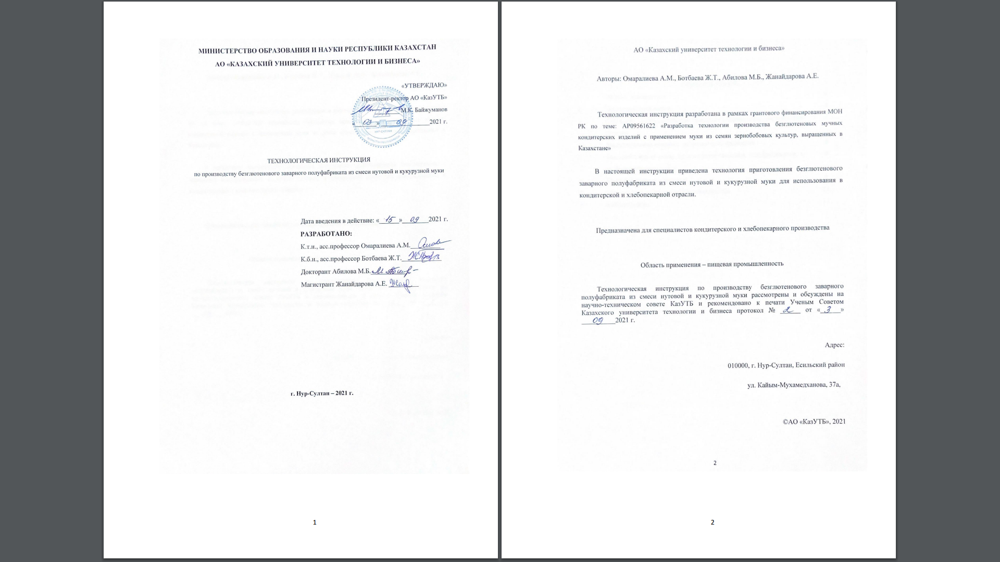 МИНИСТЕРСТВО ОБРАЗОВАНИЯ И НАУКИ РЕСПУБЛИКИ КАЗАХСТАН
АО «КАЗАХСКИЙ УНИВЕРСИТЕТ ТЕХНОЛОГИИ И БИЗНЕСА»
«УТВЕРЖДАЮ»
Президент-ректор АО «КазУТБ»
М.К. Байжуманов
«03» 09 2021 г.
НУР-СУЛТАН
ТЕХНОЛОГИЧЕСКАЯ ИНСТРУКЦИЯ
по производству безглютенового заварного полуфабриката из смеси нутовой и кукурузной муки
Дата введения в действие: «15» 09 2021 г.
РАЗРАБОТАНО:
К.т.н., асс.профессор Омаралиева А.М.
К.б.н., асс.профессор Ботбаева Ж.Т.
Докторант Абилова М.Б.
Магистрант Жанайдарова А.Е.
г. Нур-Султан – 2021 г.
1
АО «Казахский университет технологии и бизнеса»
Авторы: Омаралиева А.М., Ботбаева Ж.Т., Абилова М.Б., Жанайдарова А.Е.
Технологическая инструкция разработана в рамках грантового финансирования МОН
РК по теме: АР09561622 «Разработка технологии производства безглютеновых мучных
кондитерских изделий с применением муки из семян зернобобовых культур, выращенных в
Казахстане»
В настоящей инструкции приведена технология приготовления безглютенового
заварного полуфабриката из смеси нутовой и кукурузной муки для использования в
кондитерской и хлебопекарной отрасли.
Предназначена для специалистов кондитерского и хлебопекарного производства
Область применения – пищевая промышленность
Технологическая инструкция по производству безглютенового заварного
полуфабриката из смеси нутовой и кукурузной муки рассмотрены и обсуждены на
научно-техническом совете КазУТБ и рекомендовано к печати Ученым Советом
Казахского университета технологии и бизнеса протокол № 2 от «3»
09 2021 г.
Адрес:
010000, г. Нур-Султан, Есильский район
ул. Кайым-Мухамедханова, 37а,
©АО «КазУТБ», 2021
2
2